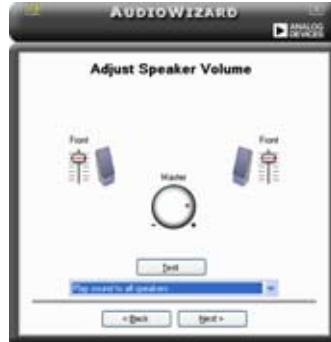 AUDIOWIZARD
ANALOG
DEVICES
Adjust Speaker Volume
Front
Front
Master
- +
Test
Play sound to all speakers
< Back
Next >